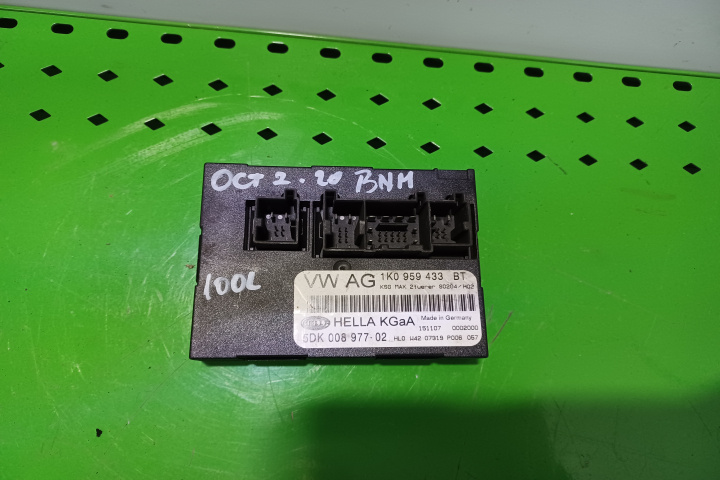 OCT 2.20 BNM
100L
VW AG 1K0 959 433 BT
KSG MAX 2tuerer 90204/H02
HELLA HELLA KGaA Made in Germany
151107 0002000
5DK 008 977-02 HL0 W42 07319 P006 057